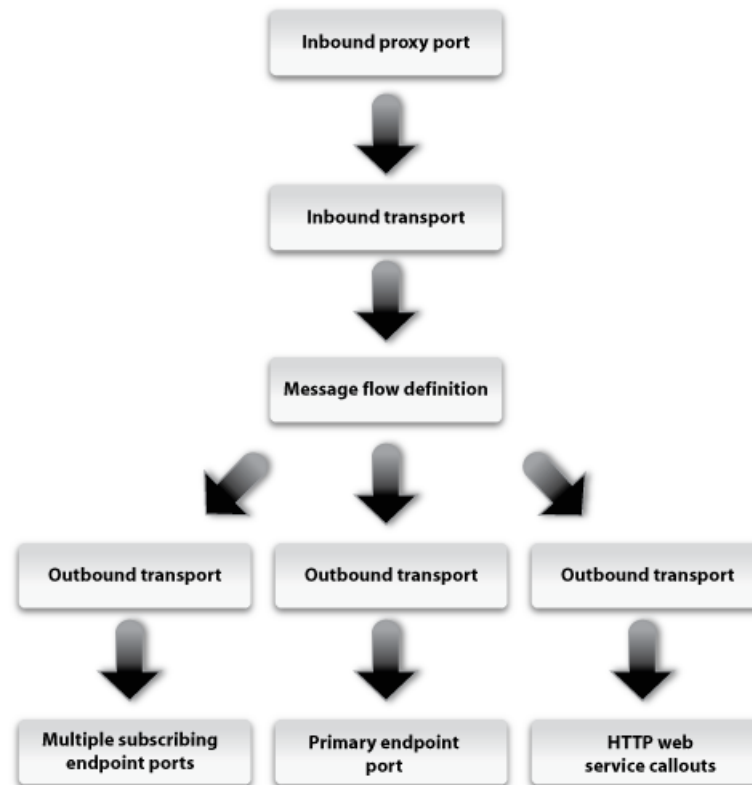 Inbound proxy port
Inbound transport
Message flow definition
Outbound transport
Outbound transport
Outbound transport
Multiple subscribing
endpoint ports
Primary endpoint
port
HTTP web
service callouts